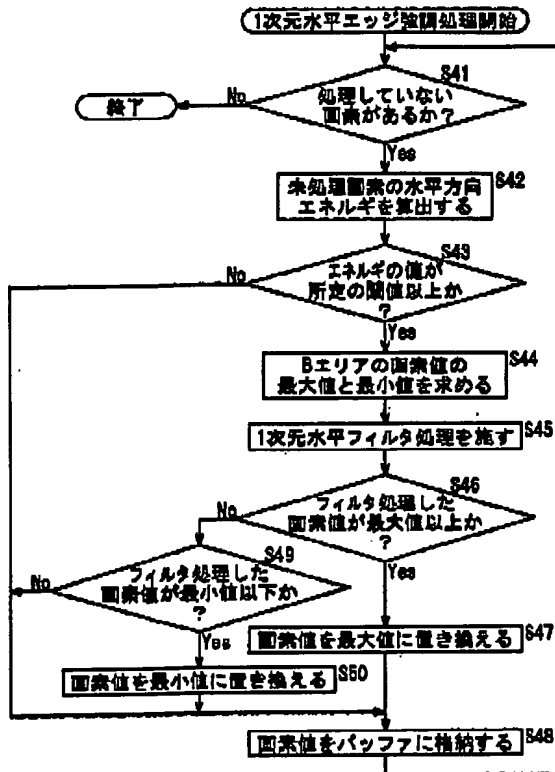 1次元水平エッジ強調処理開始
S41
処理していない
画素があるか?
No
終了
Yes
S42
未処理画素の水平方向
エネルギを算出する
S43
エネルギの値が
所定の閾値以上か
?
No
Yes
S44
Bエリアの画素値の
最大値と最小値を求める
S45
1次元水平フィルタ処理を施す
S46
フィルタ処理した
画素値が最大値以上か
?
No
Yes
S49
フィルタ処理した
画素値が最小値以下か
?
No
Yes
S47
画素値を最大値に置き換える
S50
画素値を最小値に置き換える
S48
画素値をバッファに格納する